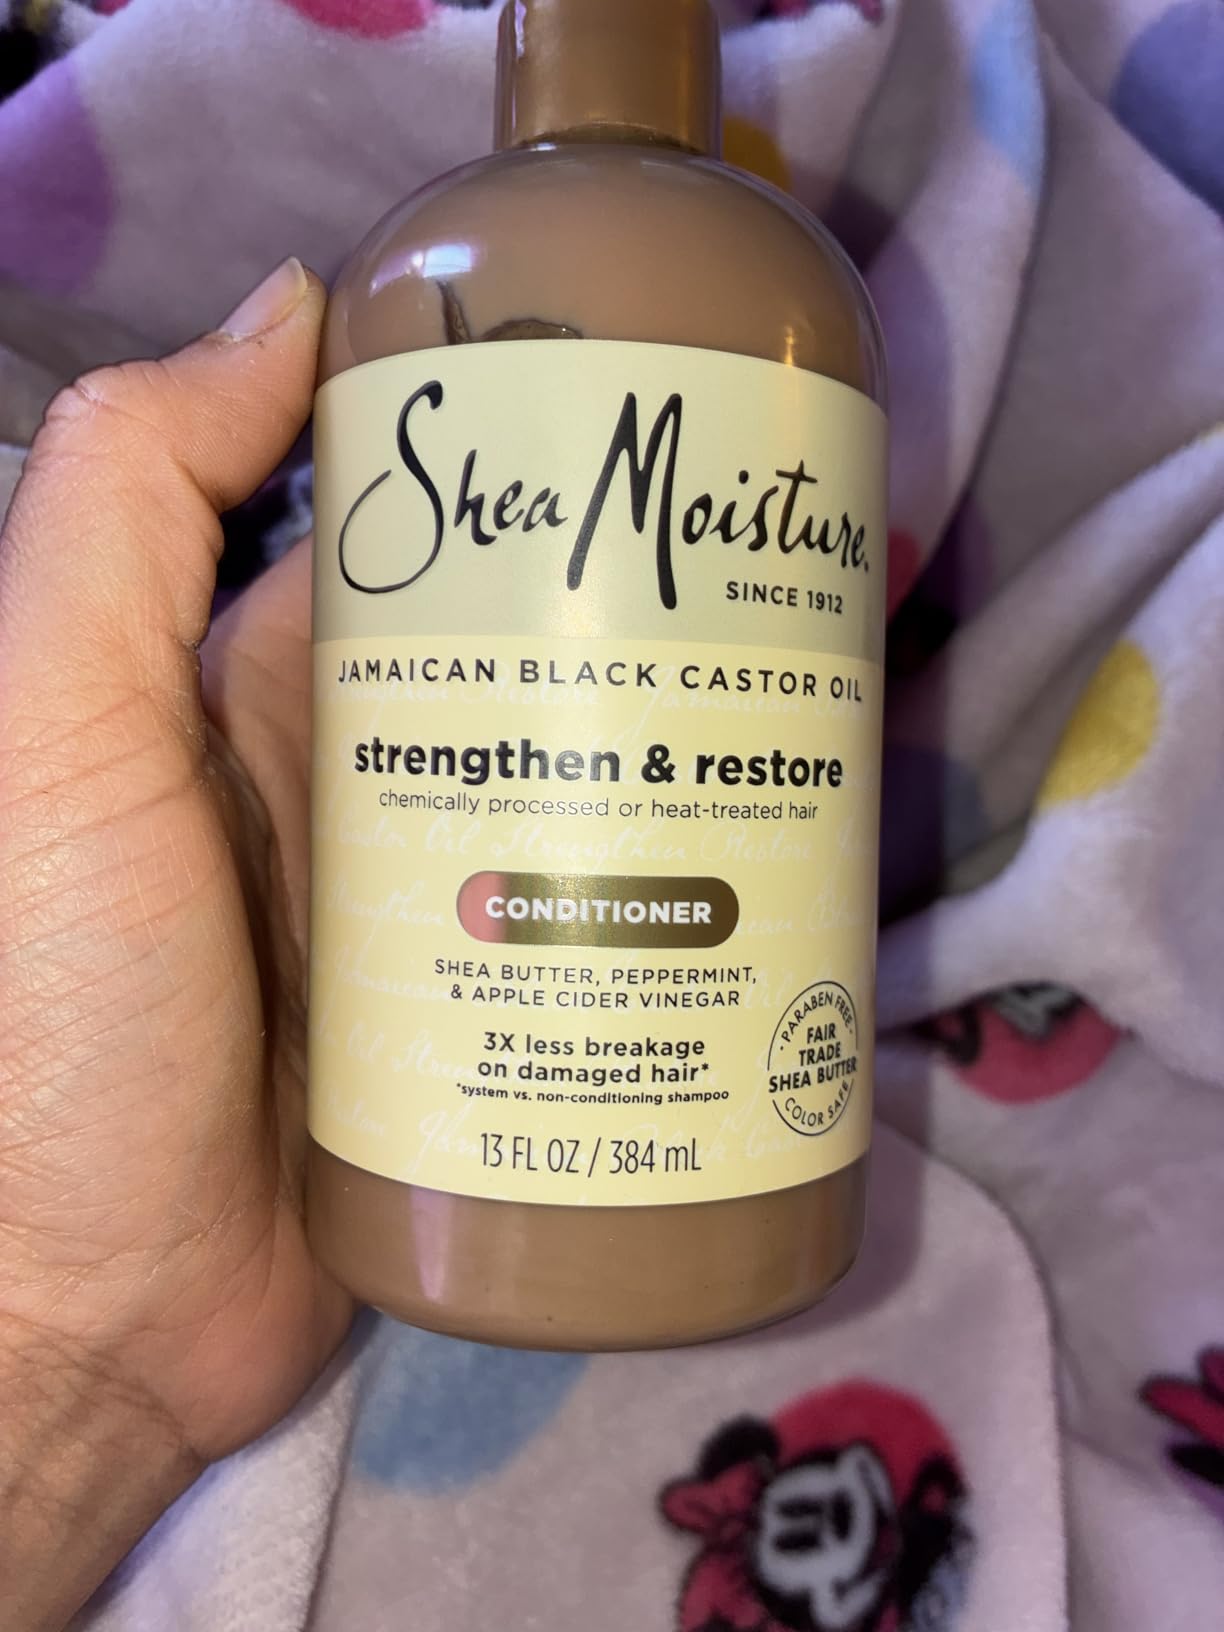 Shea Moisture.
SINCE 1912
JAMAICAN BLACK CASTOR OIL
strengthen & restore
chemically processed or heat-treated hair
CONDITIONER
SHEA BUTTER, PEPPERMINT,
& APPLE CIDER VINEGAR
3X less breakage
on damaged hair*
*system vs. non-conditioning shampoo
· PARABEN FREE ·
FAIR
TRADE
SHEA BUTTER
COLOR SAFE
13 FL OZ / 384 mL